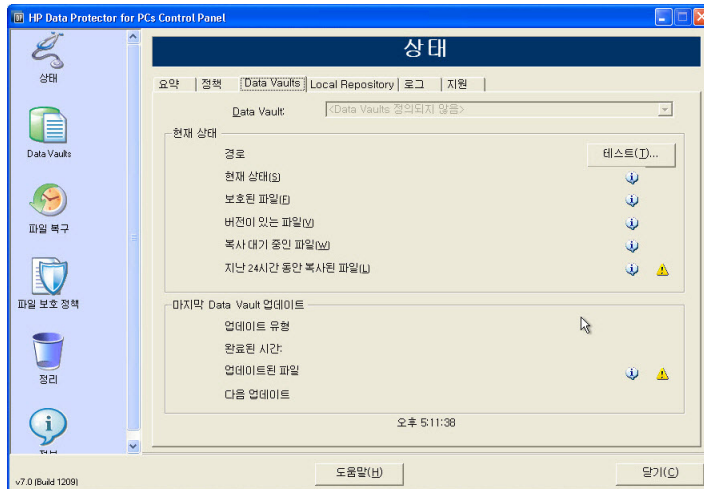 HP Data Protector for PCs Control Panel
상태
상태
요약 정책 Data Vaults Local Repository 로그 지원
Data Vault: <Data Vaults 정의되지 않음>
Data Vaults
현재 상태
경로 테스트(T)...
현재 상태(S)
보호된 파일(F)
버전이 있는 파일(V)
파일 복구
복사 대기 중인 파일(W)
지난 24시간 동안 복사된 파일(L)
파일 보호 정책
마지막 Data Vault 업데이트
업데이트 유형
완료된 시간:
업데이트된 파일
정리
다음 업데이트
오후 5:11:38
정보
v7.0 (Build 1209)
도움말(H) 닫기(C)